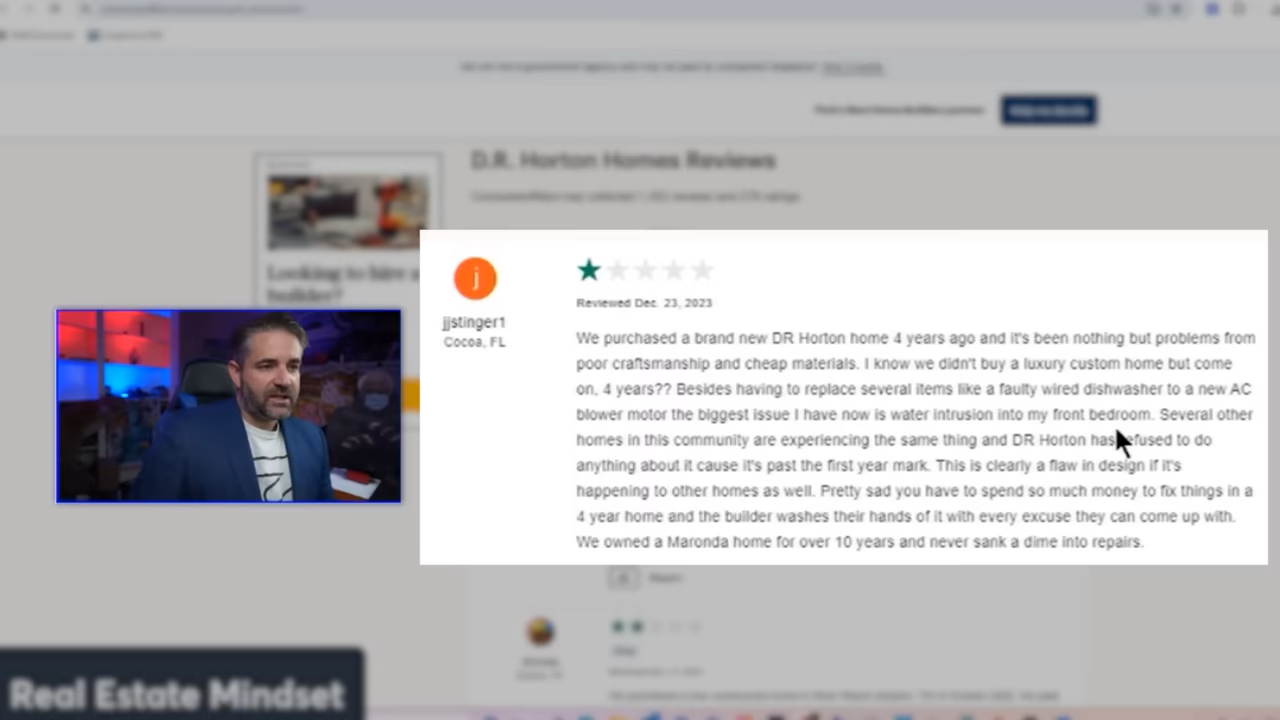 D.R. Horton Homes Reviews
Looking to hire a
builder?
j
jjstinger1
Cocoa, FL
Reviewed Dec. 23, 2023
We purchased a brand new DR Horton home 4 years ago and it's been nothing but problems from
poor craftsmanship and cheap materials. I know we didn't buy a luxury custom home but come
on, 4 years?? Besides having to replace several items like a faulty wired dishwasher to a new AC
blower motor the biggest issue I have now is water intrusion into my front bedroom. Several other
homes in this community are experiencing the same thing and DR Horton has refused to do
anything about it cause it's past the first year mark. This is clearly a flaw in design if it's
happening to other homes as well. Pretty sad you have to spend so much money to fix things in a
4 year home and the builder washes their hands of it with every excuse they can come up with.
We owned a Maronda home for over 10 years and never sank a dime into repairs.
Real Estate Mindset